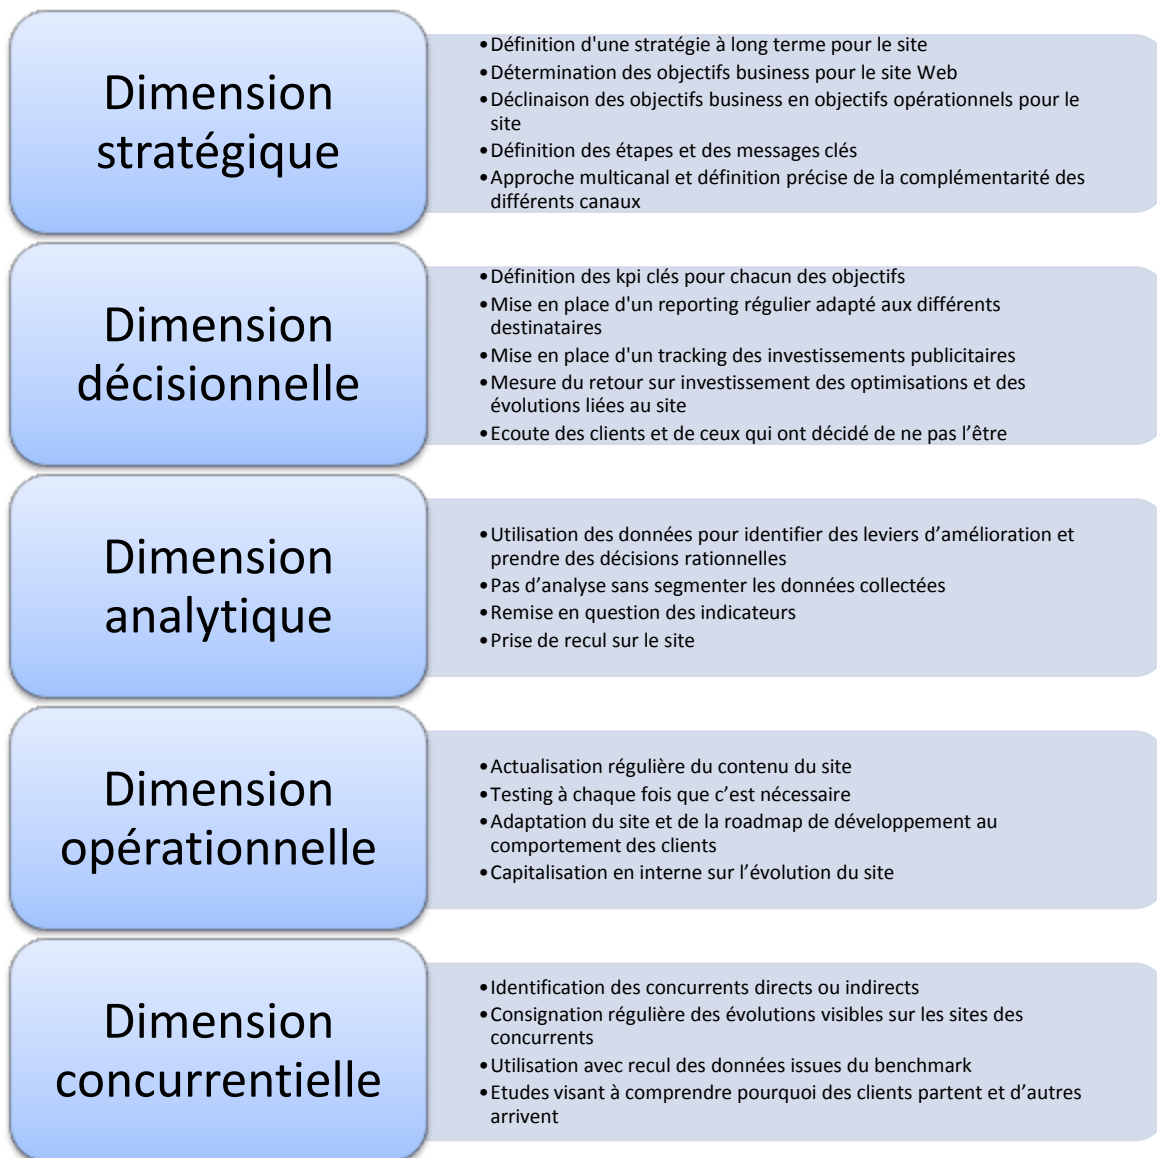 Dimension
stratégique
•Définition d'une stratégie à long terme pour le site
•Détermination des objectifs business pour le site Web
•Déclinaison des objectifs business en objectifs opérationnels pour le
site
•Définition des étapes et des messages clés
•Approche multicanal et définition précise de la complémentarité des
différents canaux
Dimension
décisionnelle
•Définition des kpi clés pour chacun des objectifs
•Mise en place d'un reporting régulier adapté aux différents
destinataires
•Mise en place d'un tracking des investissements publicitaires
•Mesure du retour sur investissement des optimisations et des
évolutions liées au site
•Ecoute des clients et de ceux qui ont décidé de ne pas l’être
Dimension
analytique
•Utilisation des données pour identifier des leviers d’amélioration et
prendre des décisions rationnelles
•Pas d’analyse sans segmenter les données collectées
•Remise en question des indicateurs
•Prise de recul sur le site
Dimension
opérationnelle
•Actualisation régulière du contenu du site
•Testing à chaque fois que c’est nécessaire
•Adaptation du site et de la roadmap de développement au
comportement des clients
•Capitalisation en interne sur l’évolution du site
Dimension
concurrentielle
•Identification des concurrents directs ou indirects
•Consignation régulière des évolutions visibles sur les sites des
concurrents
•Utilisation avec recul des données issues du benchmark
•Etudes visant à comprendre pourquoi des clients partent et d’autres
arrivent